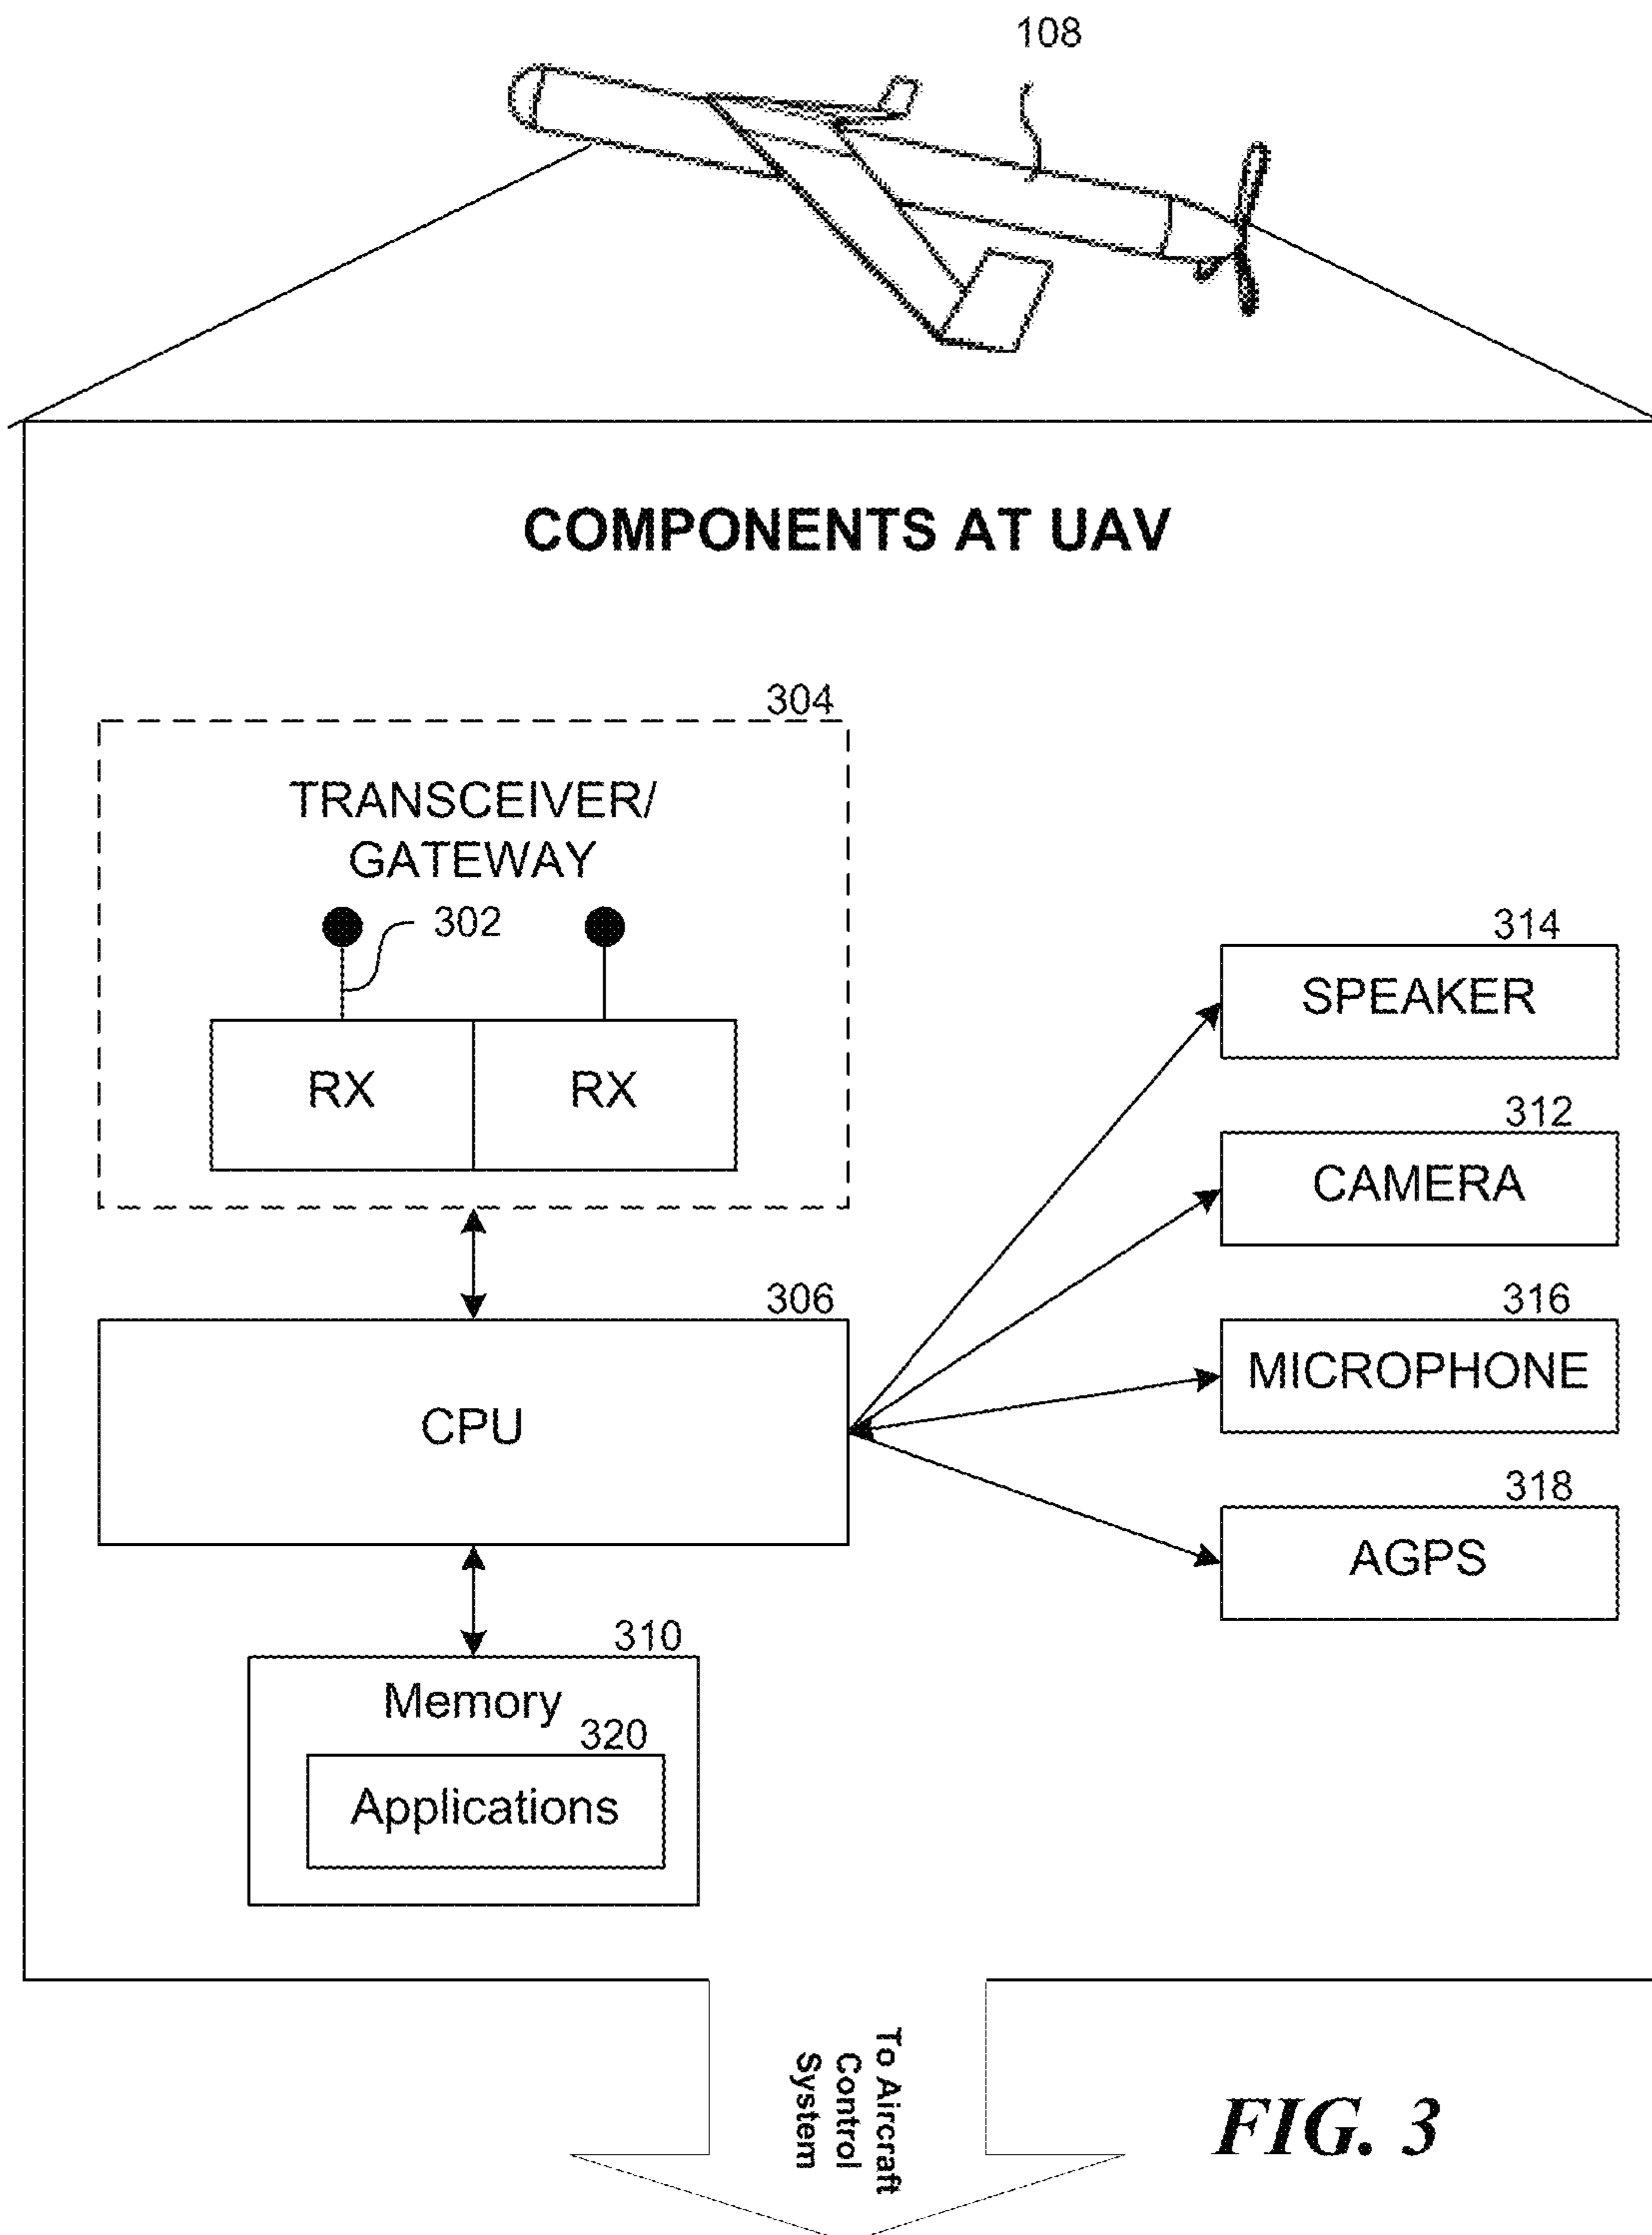 108
COMPONENTS AT UAV
304
TRANSCEIVER/
GATEWAY
302
RX RX
314
SPEAKER
312
CAMERA
306
CPU
316
MICROPHONE
318
AGPS
310
Memory
320
Applications
To Aircraft
Control
System
FIG. 3